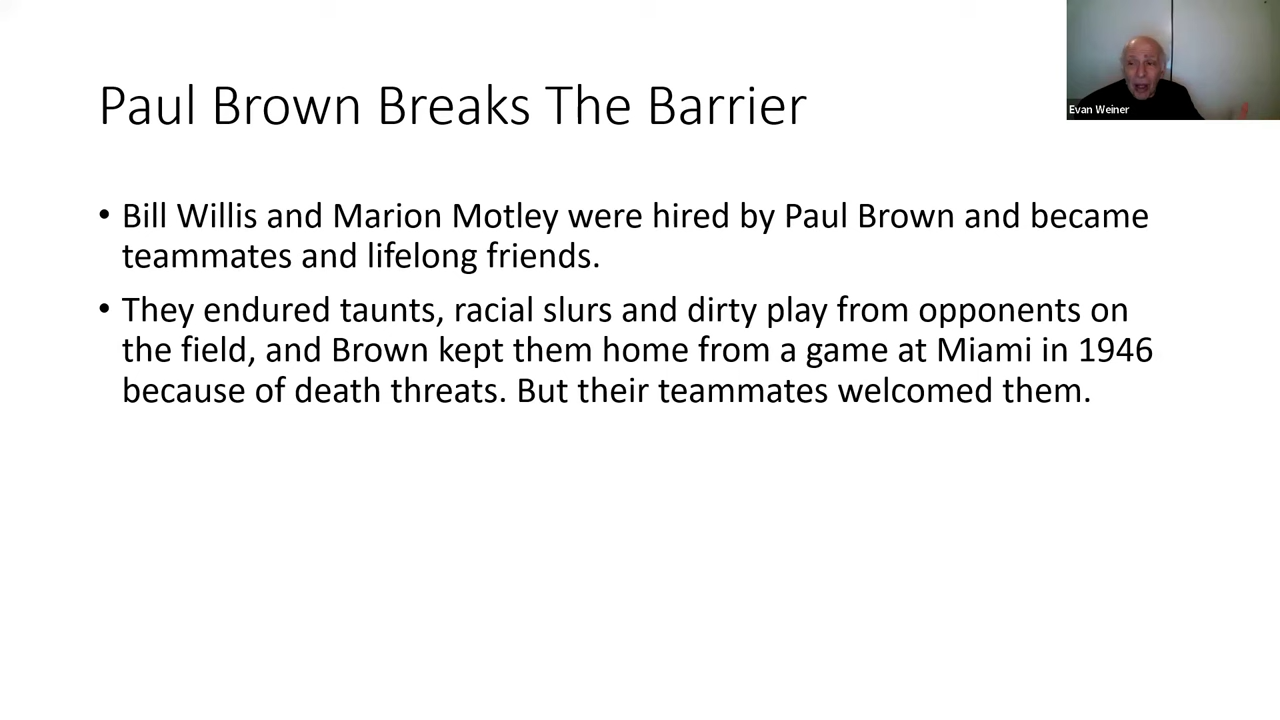 Paul Brown Breaks The Barrier
Evan Weiner
• Bill Willis and Marion Motley were hired by Paul Brown and became
teammates and lifelong friends.
• They endured taunts, racial slurs and dirty play from opponents on
the field, and Brown kept them home from a game at Miami in 1946
because of death threats. But their teammates welcomed them.